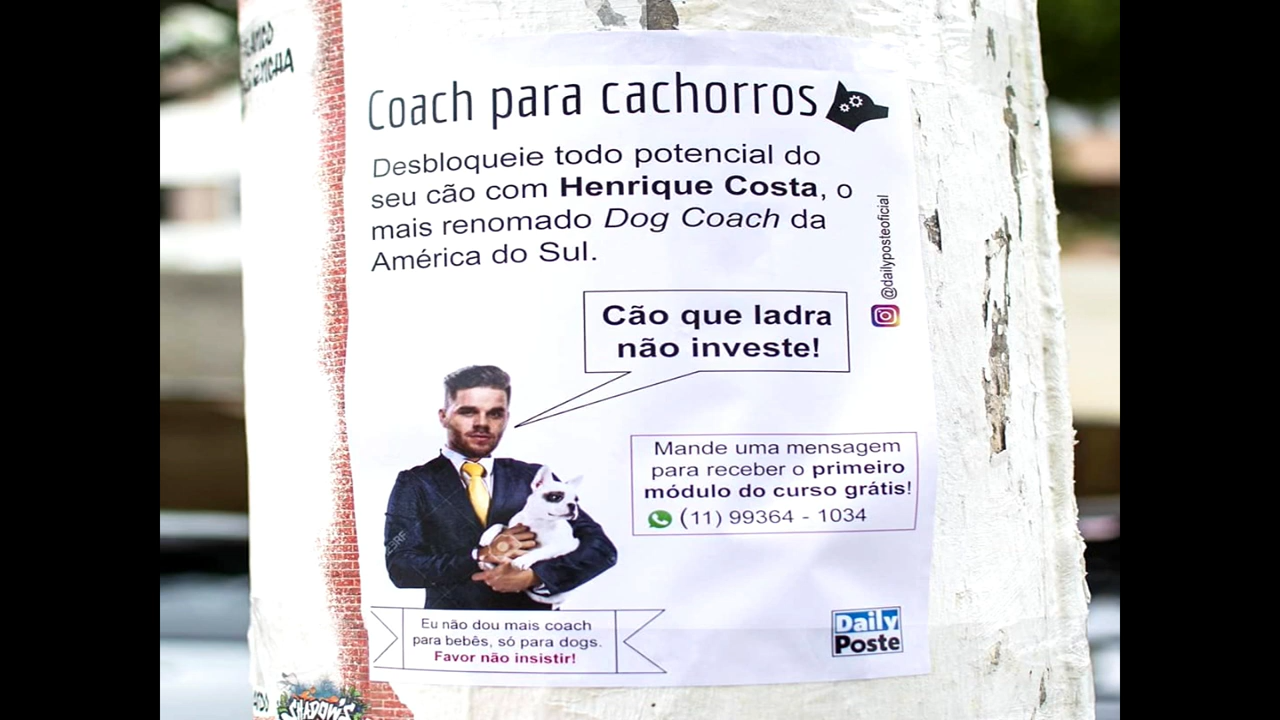 Coach para cachorros
Desbloqueie todo potencial do
seu cão com Henrique Costa, o
mais renomado Dog Coach da
América do Sul.
@dailyposteoficial
Cão que ladra
não investe!
Mande uma mensagem
para receber o primeiro
módulo do curso grátis!
(11) 99364 - 1034
Eu não dou mais coach
para bebês, só para dogs.
Favor não insistir!
Daily
Poste
SHADOW'S